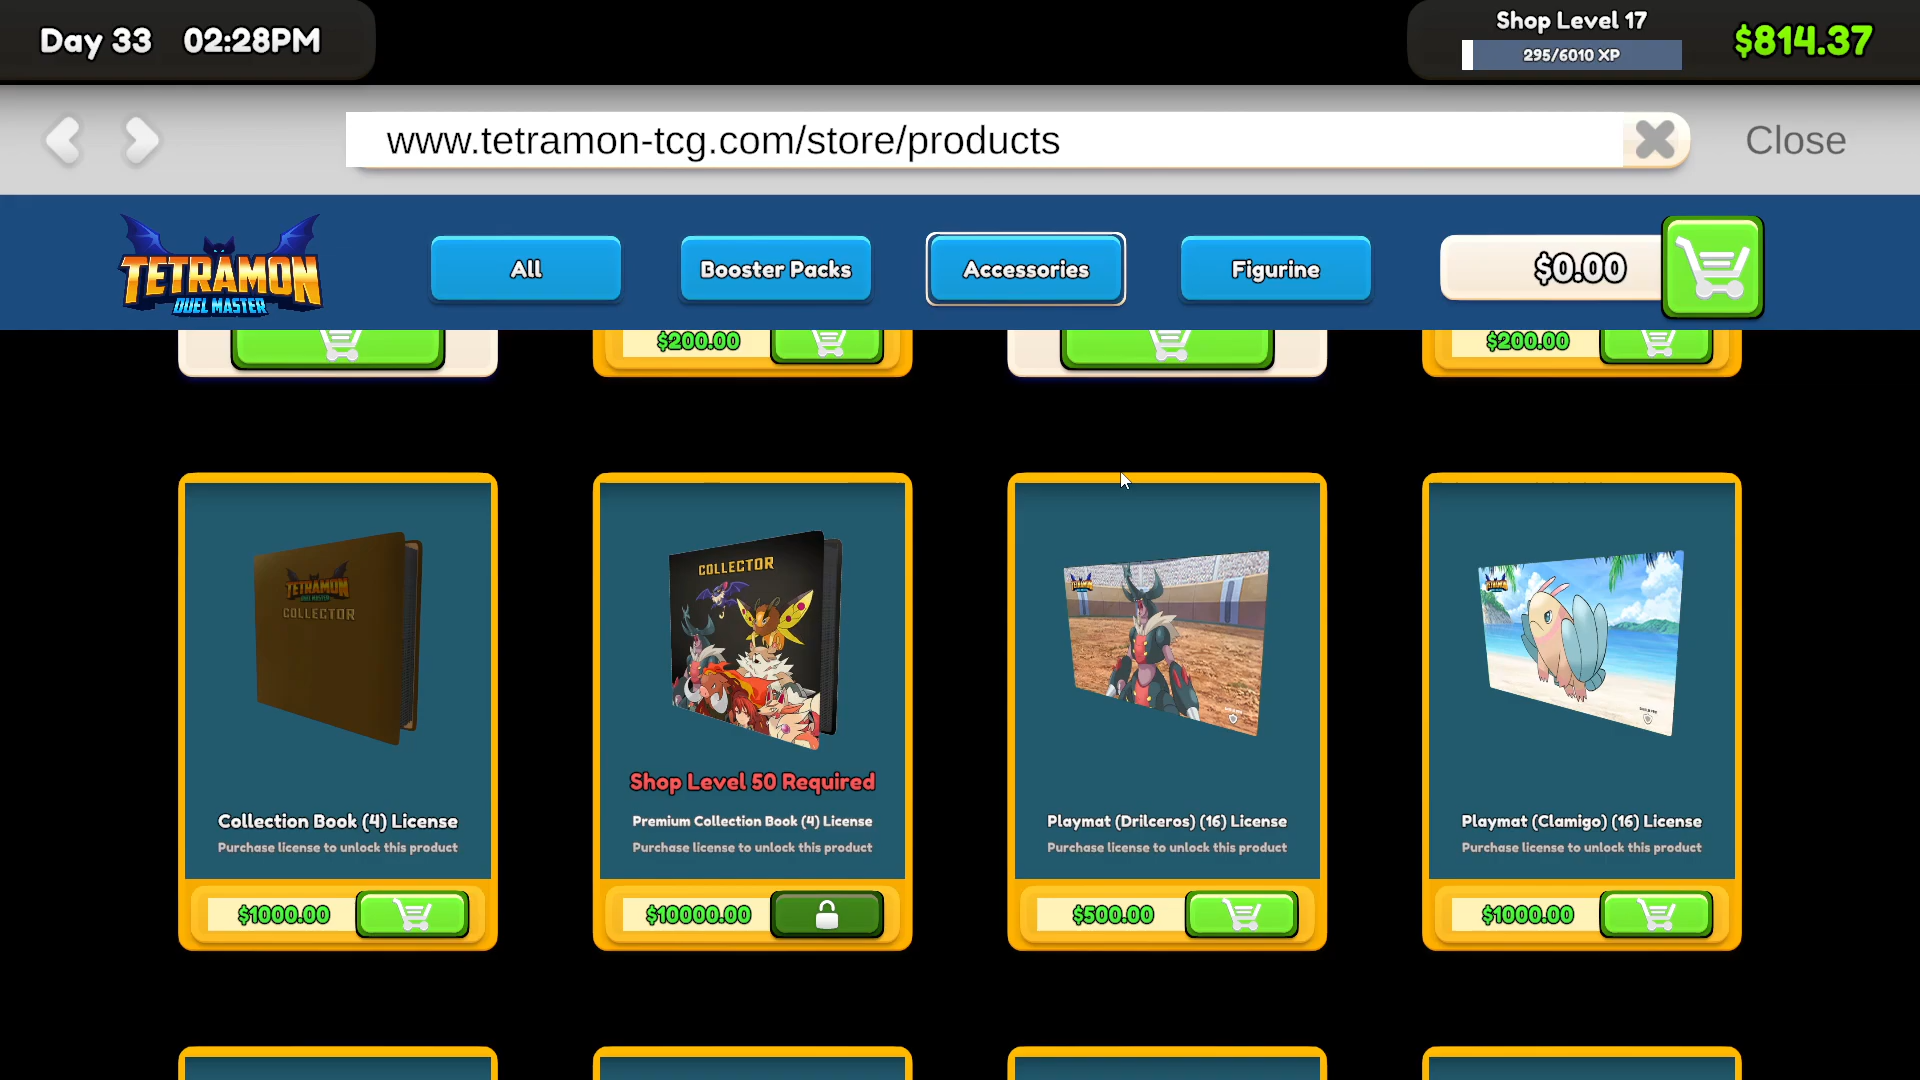 Day 33 02:28PM
Shop Level 17
295/6010 XP
$814.37
www.tetramon-tcg.com/store/products
Close
TETRAMON
DUEL MASTER
All
Booster Packs
Accessories
Figurine
$0.00
$200.00
$200.00
TETRAMON
COLLECTOR
Collection Book (4) License
Purchase license to unlock this product
$1000.00
COLLECTOR
Shop Level 50 Required
Premium Collection Book (4) License
Purchase license to unlock this product
$10000.00
TETRAMON
Playmat (Drilceros) (16) License
Purchase license to unlock this product
$500.00
TETRAMON
Playmat (Clamigo) (16) License
Purchase license to unlock this product
$1000.00